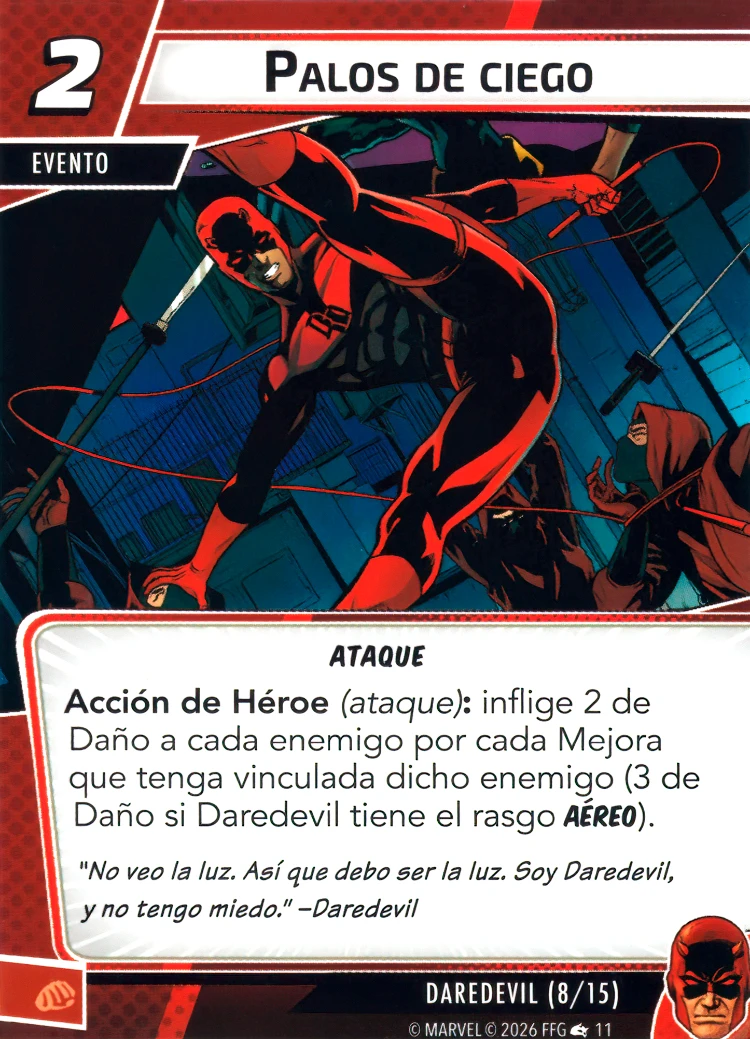 2
PALOS DE CIEGO
EVENTO
DD
ATAQUE
Acción de Héroe (ataque): inflige 2 de
Daño a cada enemigo por cada Mejora
que tenga vinculada dicho enemigo (3 de
Daño si Daredevil tiene el rasgo AÉREO).
"No veo la luz. Así que debo ser la luz. Soy Daredevil,
y no tengo miedo." –Daredevil
DAREDEVIL (8/15)
© MARVEL © 2026 FFG 11